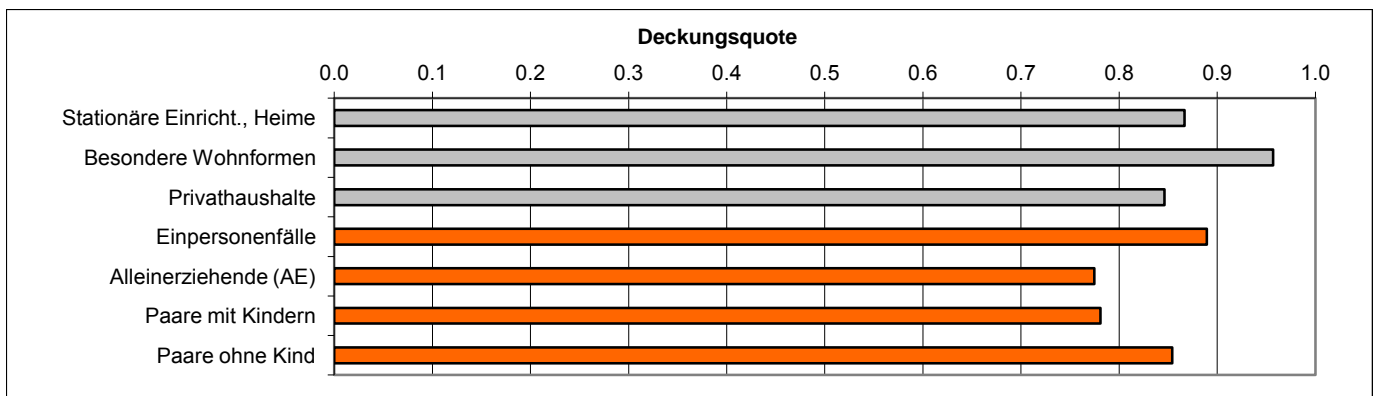 Deckungsquote
0.0 0.1 0.2 0.3 0.4 0.5 0.6 0.7 0.8 0.9 1.0
Stationäre Einricht., Heime
Besondere Wohnformen
Privathaushalte
Einpersonenfälle
Alleinerziehende (AE)
Paare mit Kindern
Paare ohne Kind